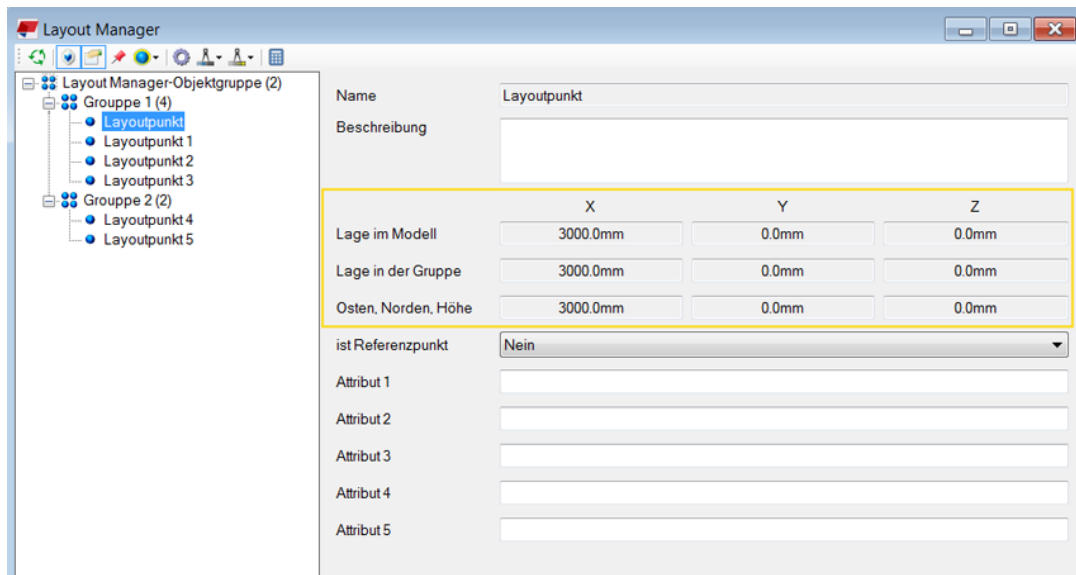 Layout Manager
Layout Manager-Objektgruppe (2)
Grouppe 1 (4)
Layoutpunkt
Layoutpunkt 1
Layoutpunkt 2
Layoutpunkt 3
Grouppe 2 (2)
Layoutpunkt 4
Layoutpunkt 5
Name Layoutpunkt
Beschreibung
X Y Z
Lage im Modell 3000.0mm 0.0mm 0.0mm
Lage in der Gruppe 3000.0mm 0.0mm 0.0mm
Osten, Norden, Höhe 3000.0mm 0.0mm 0.0mm
ist Referenzpunkt Nein
Attribut 1
Attribut 2
Attribut 3
Attribut 4
Attribut 5